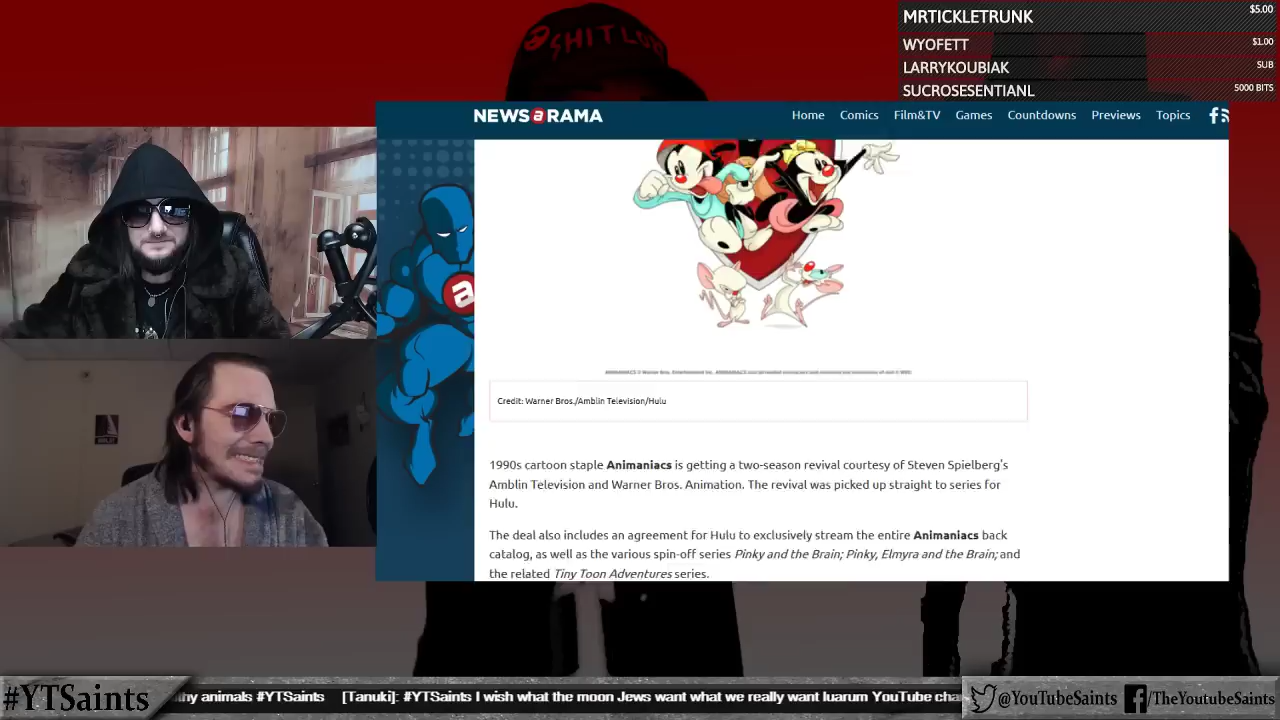 MRTICKLETRUNK $5.00
WYOFETT $1.00
LARRYKOUBIAK SUB
SUCROSESENTIANL 5000 BITS
NEWSaRAMA
Home Comics Film&TV Games Countdowns Previews Topics
a
Credit: Warner Bros./Amblin Television/Hulu
1990s cartoon staple Animaniacs is getting a two-season revival courtesy of Steven Spielberg's
Amblin Television and Warner Bros. Animation. The revival was picked up straight to series for
Hulu.
The deal also includes an agreement for Hulu to exclusively stream the entire Animaniacs back
catalog, as well as the various spin-off series Pinky and the Brain; Pinky, Elmyra and the Brain; and
the related Tiny Toon Adventures series.
#YTSaints
thy animals #YTSaints [Tanuki]: #YTSaints I wish what the moon Jews want what we really want luarum YouTube cha
@YouTubeSaints /TheYoutubeSaints